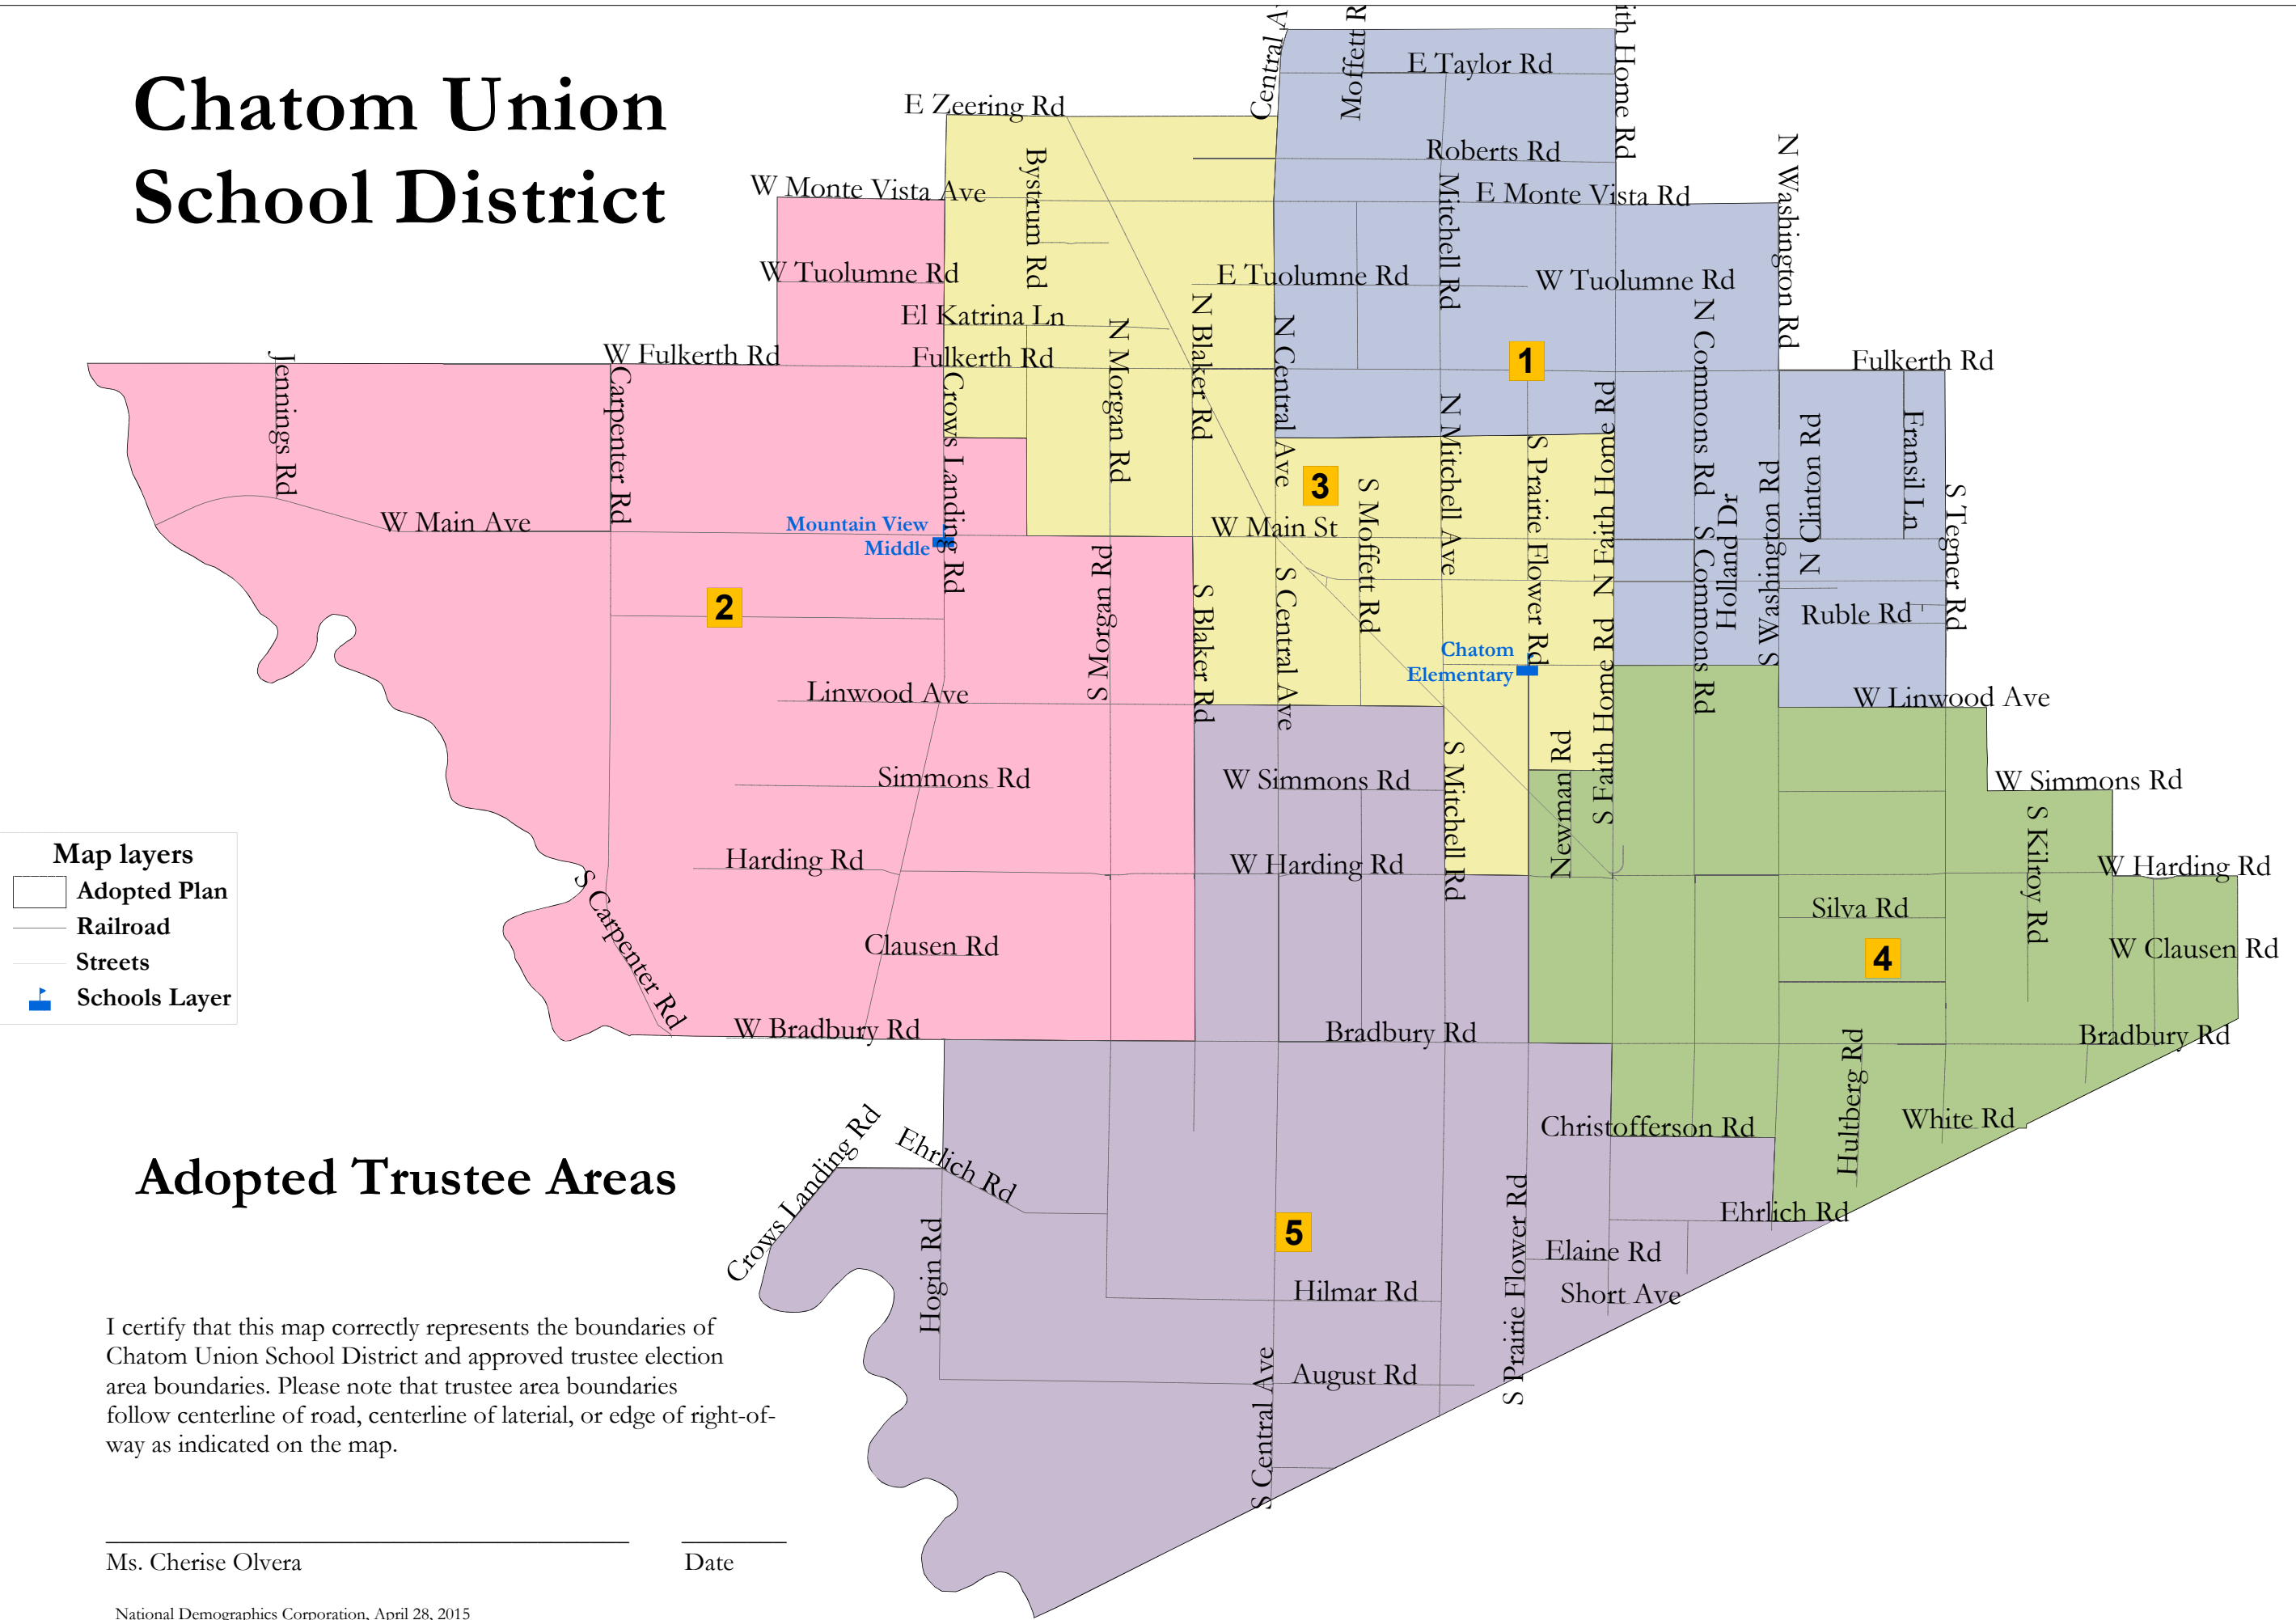 Chatom Union
School District
Central A
Moffett R
ith Home Rd
E Taylor Rd
E Zeering Rd
Roberts Rd
N Washington Rd
Bystrum Rd
W Monte Vista Ave
Mitchell Rd
E Monte Vista Rd
W Tuolumne Rd
E Tuolumne Rd
W Tuolumne Rd
El Katrina Ln
N Morgan Rd
N Blaker Rd
N Central Ave
N Commons Rd
Jennings Rd
W Fulkerth Rd
Fulkerth Rd
1
Fulkerth Rd
Carpenter Rd
Crows Landing Rd
N Mitchell Ave
S Prairie Flower Rd
N Faith Home Rd
N Clinton Rd
Fransil Ln
3
S Moffett Rd
Holland Dr
S Washington Rd
S Tegner Rd
W Main Ave
Mountain View
Middle
W Main St
S Commons Rd
S Morgan Rd
S Blaker Rd
S Central Ave
2
Ruble Rd
Chatom
Elementary
S Faith Home Rd
Linwood Ave
W Linwood Ave
Newman Rd
S Mitchell Rd
Simmons Rd
W Simmons Rd
W Simmons Rd
S Kilroy Rd
Map layers
Adopted Plan
Railroad
Streets
Schools Layer
Harding Rd
W Harding Rd
W Harding Rd
S Carpenter Rd
Silva Rd
Clausen Rd
4
W Clausen Rd
W Bradbury Rd
Bradbury Rd
Bradbury Rd
Hultberg Rd
Crows Landing Rd
Ehrlich Rd
Christofferson Rd
White Rd
Adopted Trustee Areas
Hogin Rd
5
S Prairie Flower Rd
Ehrlich Rd
Elaine Rd
Hilmar Rd
Short Ave
I certify that this map correctly represents the boundaries of
Chatom Union School District and approved trustee election
area boundaries. Please note that trustee area boundaries
follow centerline of road, centerline of laterial, or edge of right-of-
way as indicated on the map.
S Central Ave
August Rd
Ms. Cherise Olvera
Date
National Demographics Corporation, April 28, 2015